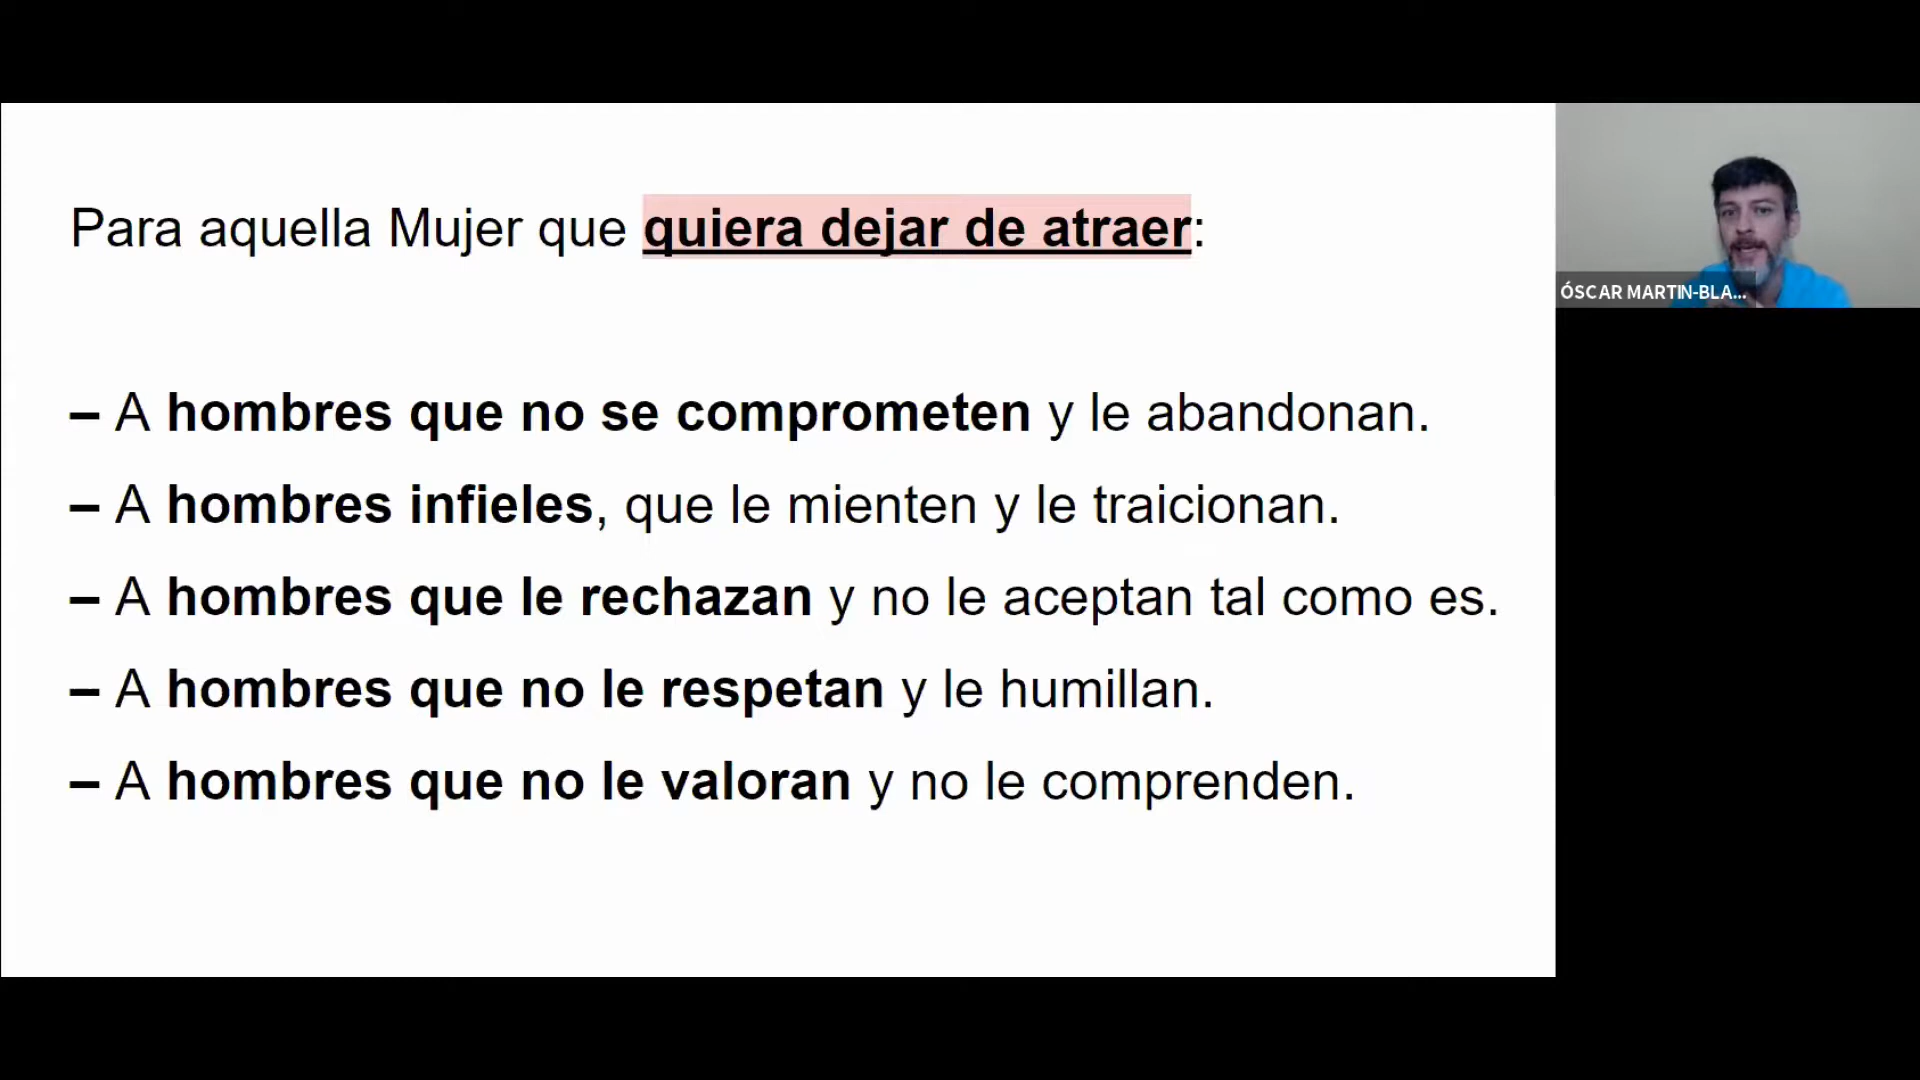 Para aquella Mujer que quiera dejar de atraer:
– A hombres que no se comprometen y le abandonan.
– A hombres infieles, que le mienten y le traicionan.
– A hombres que le rechazan y no le aceptan tal como es.
– A hombres que no le respetan y le humillan.
– A hombres que no le valoran y no le comprenden.
ÓSCAR MARTIN-BLA...